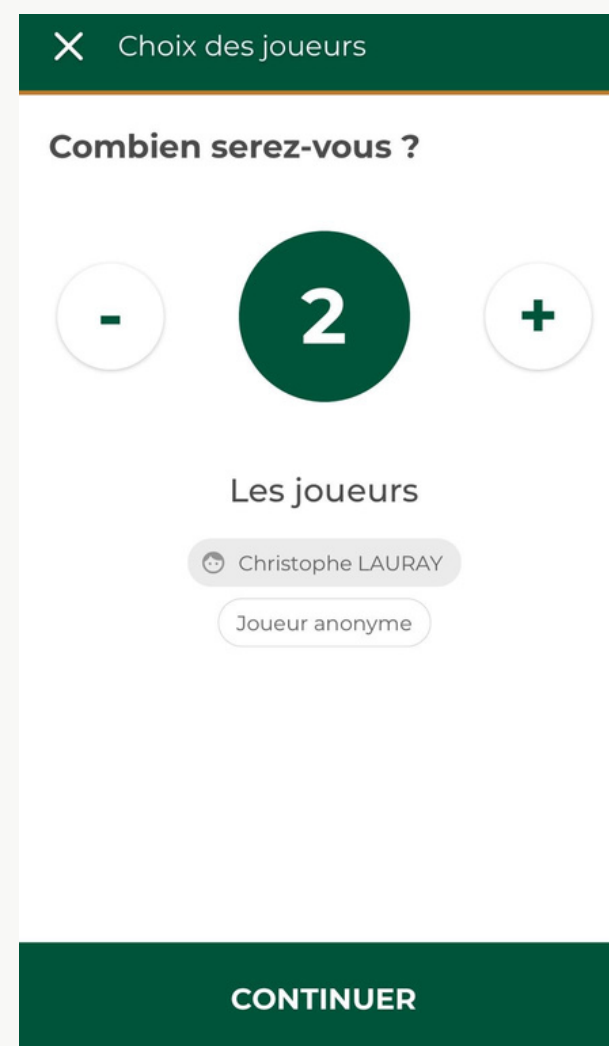 Choix des joueurs
Combien serez-vous ?
- 2 +
Les joueurs
Christophe LAURAY
Joueur anonyme
CONTINUER